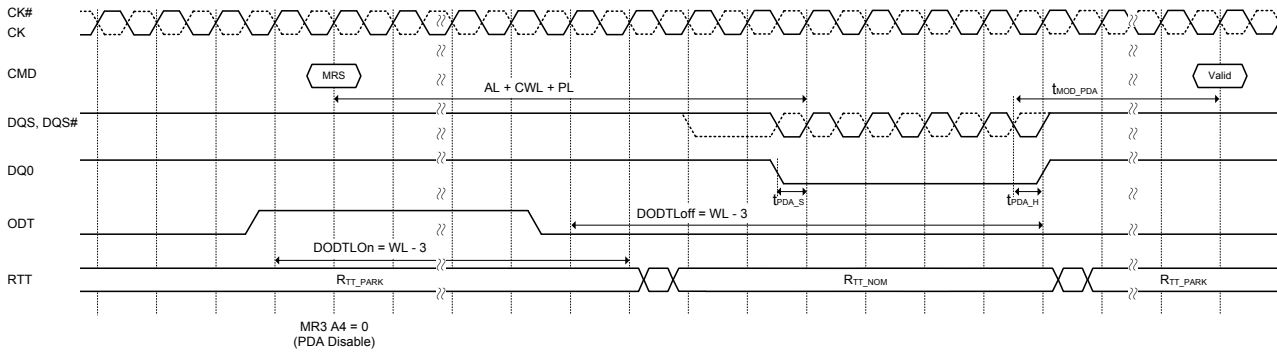 CK#
CK
CMD
MRS
Valid
AL + CWL + PL
tMOD_PDA
DQS, DQS#
DQ0
tPDA_S
tPDA_H
ODT
DODTLoff = WL - 3
DODTLOn = WL - 3
RTT
RTT_PARK
RTT_NOM
RTT_PARK
MR3 A4 = 0
(PDA Disable)